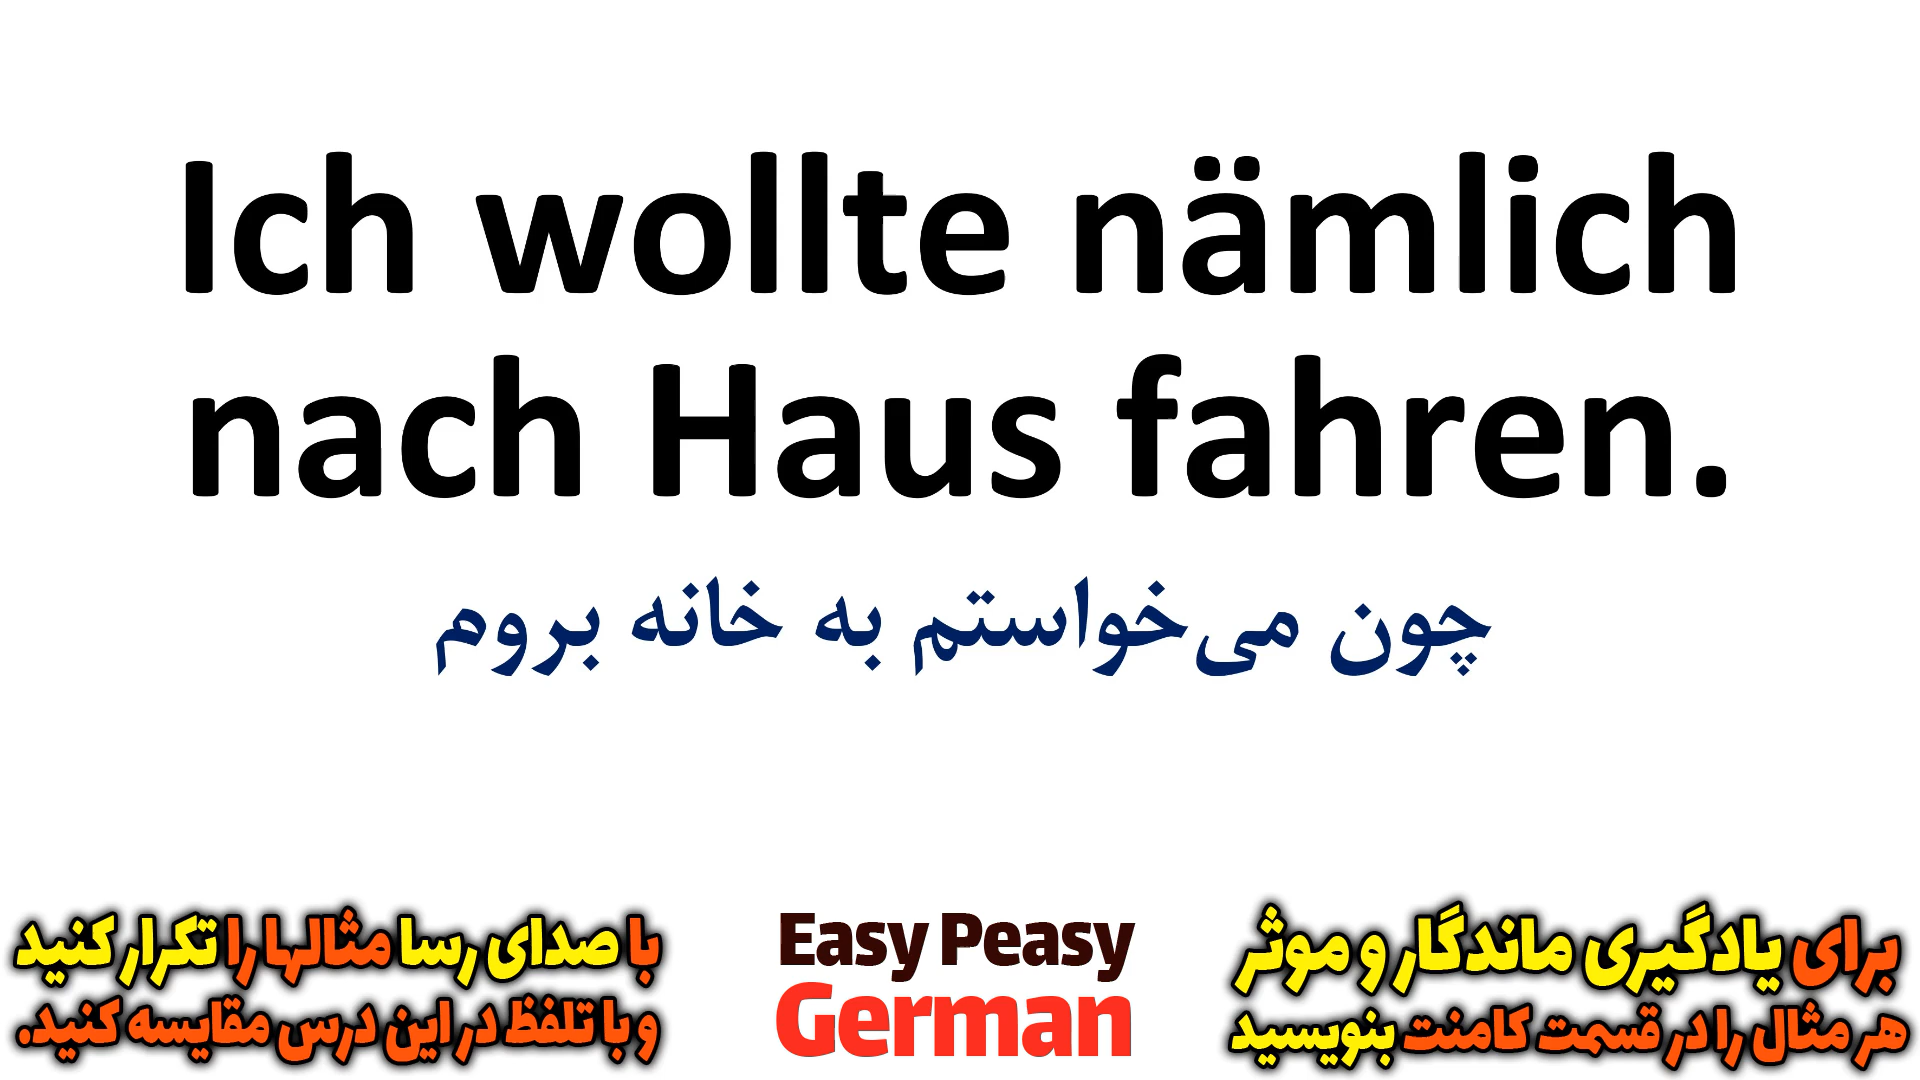 Ich wollte nämlich
nach Haus fahren.
چون می‌خواستم به خانه بروم
برای یادگیری ماندگار و موثر
هر مثال را در قسمت کامنت بنویسید
Easy Peasy
German
با صدای رسا مثالها را تکرار کنید
و با تلفظ در این درس مقایسه کنید.